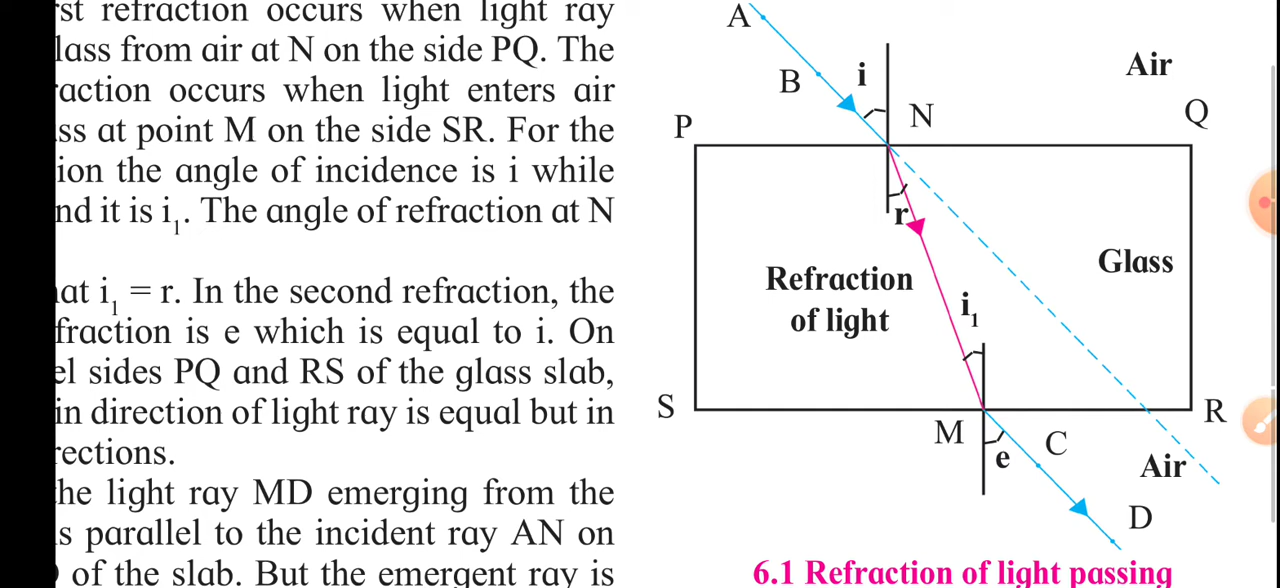 rst refraction occurs when light ray
lass from air at N on the side PQ. The
raction occurs when light enters air
ss at point M on the side SR. For the
ion the angle of incidence is i while
nd it is i₁. The angle of refraction at N
at i₁ = r. In the second refraction, the
fraction is e which is equal to i. On
el sides PQ and RS of the glass slab,
in direction of light ray is equal but in
rections.
he light ray MD emerging from the
s parallel to the incident ray AN on
of the slab. But the emergent ray is
A
B
i
Air
N
P
Q
r
Glass
Refraction
of light
i₁
S
R
M
C
e
Air
D
6.1 Refraction of light passing